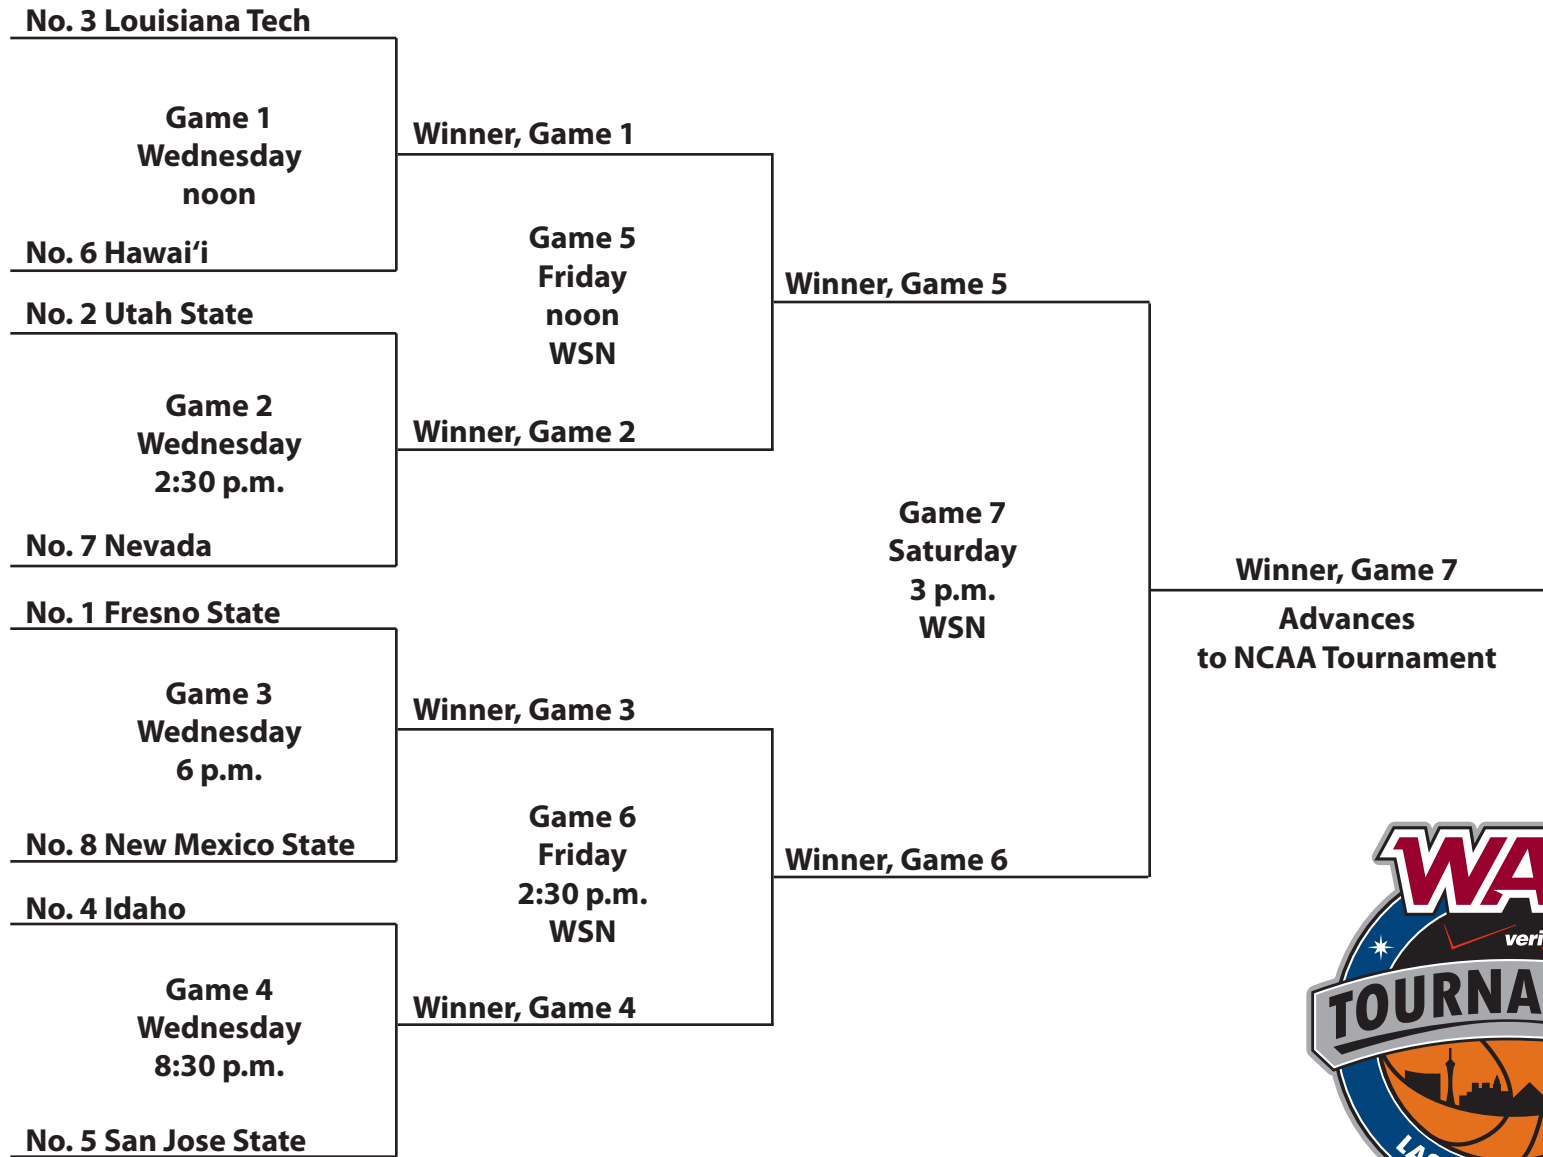 No. 3 Louisiana Tech
Game 1
Wednesday
noon
No. 6 Hawai‘i
No. 2 Utah State
Game 2
Wednesday
2:30 p.m.
No. 7 Nevada
No. 1 Fresno State
Game 3
Wednesday
6 p.m.
No. 8 New Mexico State
No. 4 Idaho
Game 4
Wednesday
8:30 p.m.
No. 5 San Jose State
Winner, Game 1
Game 5
Friday
noon
WSN
Winner, Game 2
Winner, Game 3
Game 6
Friday
2:30 p.m.
WSN
Winner, Game 4
Winner, Game 5
Game 7
Saturday
3 p.m.
WSN
Winner, Game 6
Winner, Game 7
Advances
to NCAA Tournament
WA
veri
TOURNA
LAS